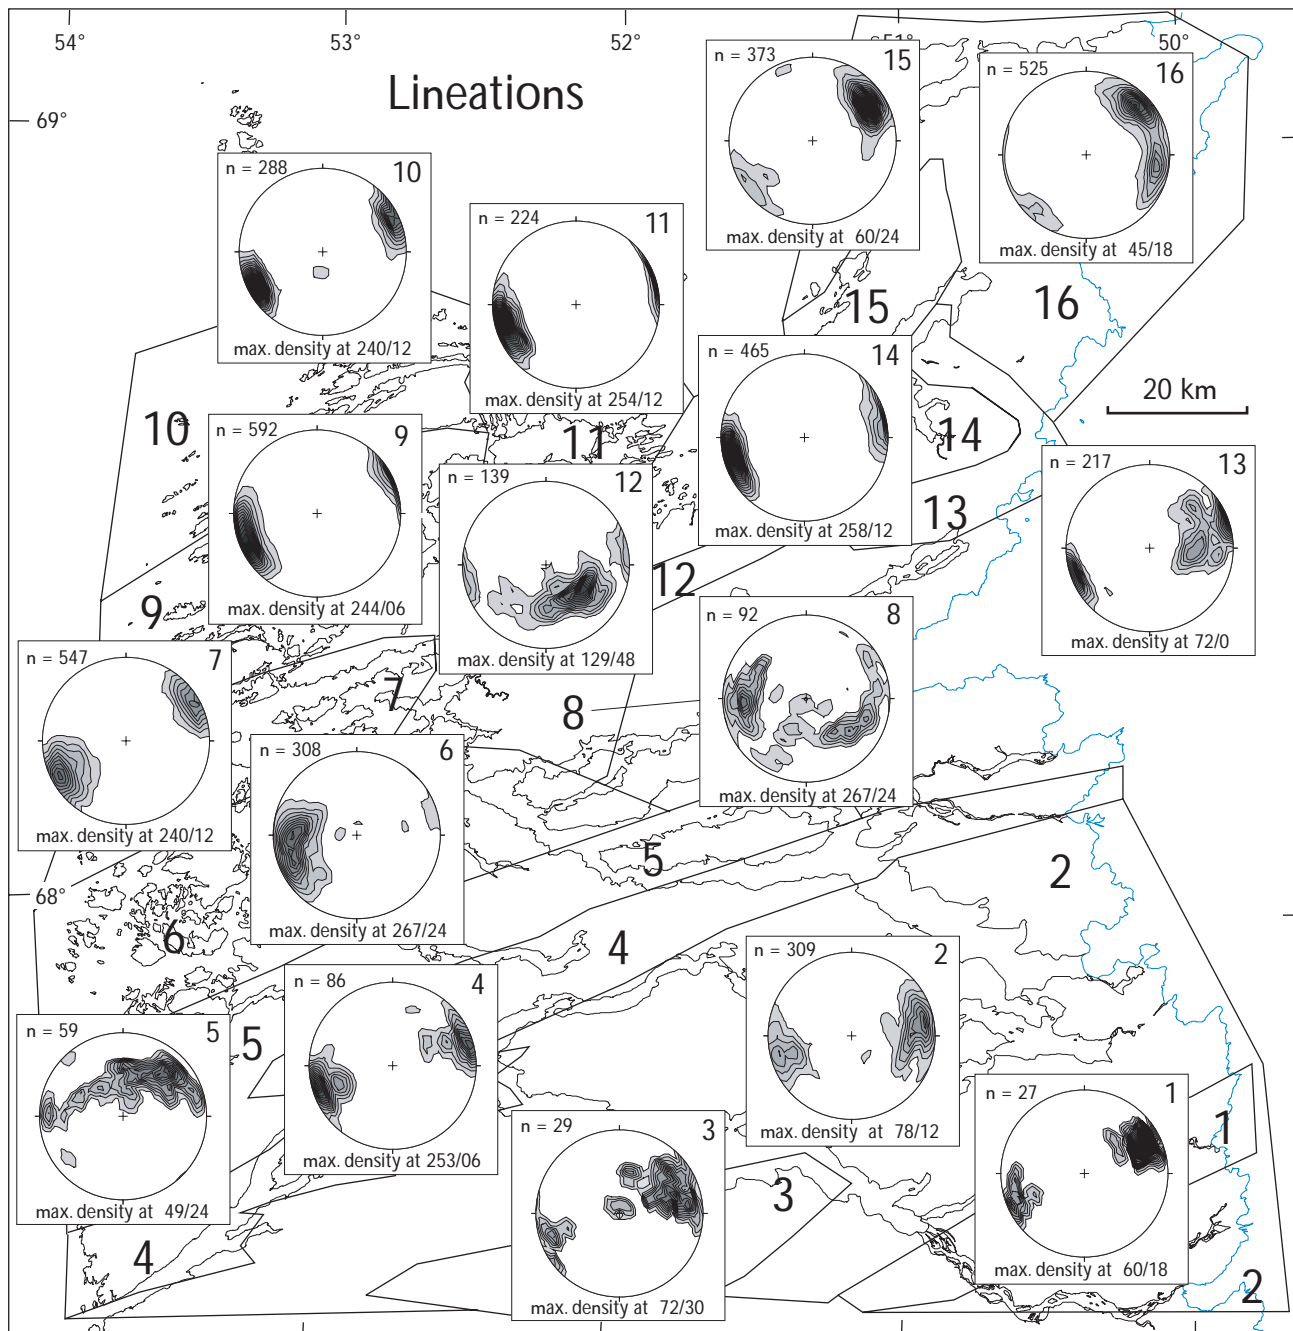 54°
53°
52°
51°
50°
69°
68°
Lineations
20 km
n = 373
15
max. density at 60/24
n = 525
16
max. density at 45/18
n = 288
10
max. density at 240/12
n = 224
11
max. density at 254/12
15
16
n = 465
14
max. density at 258/12
14
10
n = 592
9
max. density at 244/06
11
n = 139
12
max. density at 129/48
13
n = 217
13
max. density at 72/0
12
9
n = 92
8
max. density at 267/24
n = 547
7
max. density at 240/12
7
8
n = 308
6
max. density at 267/24
5
2
6
4
n = 309
2
max. density at 78/12
n = 86
4
max. density at 253/06
n = 59
5
max. density at 49/24
5
n = 29
3
max. density at 72/30
n = 27
1
max. density at 60/18
1
3
4
2